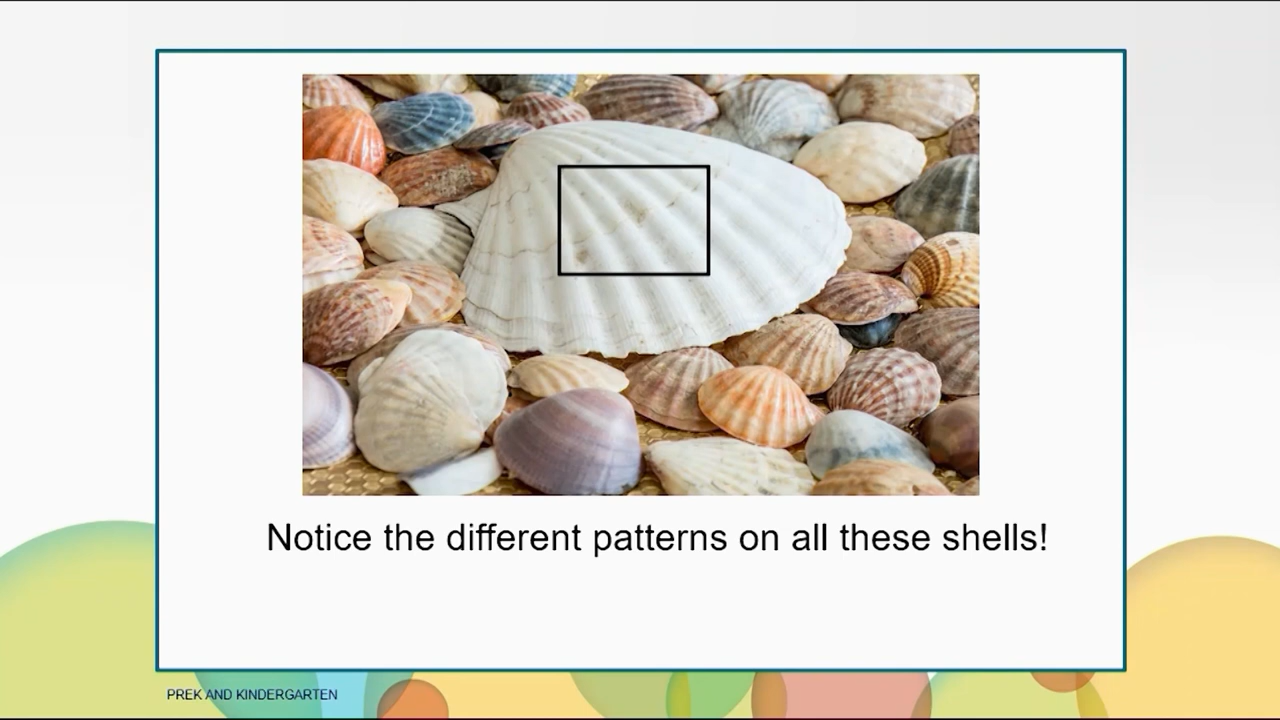 Notice the different patterns on all these shells!
PREK AND KINDERGARTEN